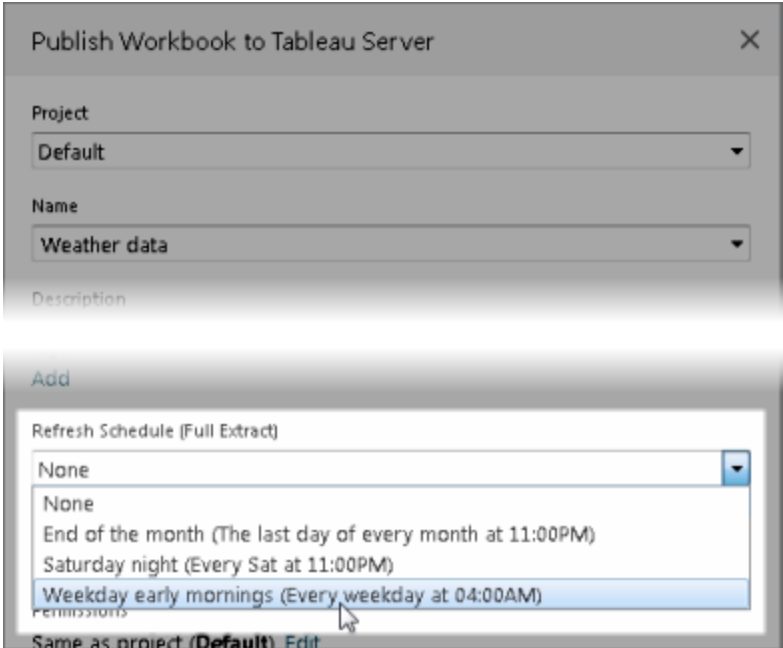 Publish Workbook to Tableau Server
Project
Default
Name
Weather data
Description
Add
Refresh Schedule (Full Extract)
None
None
End of the month (The last day of every month at 11:00PM)
Saturday night (Every Sat at 11:00PM)
Weekday early mornings (Every weekday at 04:00AM)
Permissions
Same as project (Default) Edit